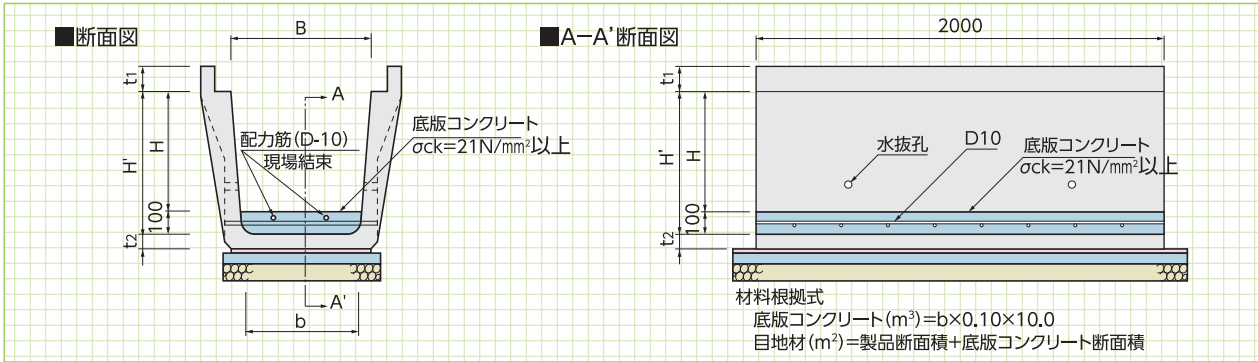 ■断面図
B
t1
A
H'
H
配力筋(D-10)
現場結束
底版コンクリート
σck=21N/mm²以上
100
t2
A'
b
■A-A'断面図
2000
t1
H'
H
水抜孔
D10
底版コンクリート
σck=21N/mm²以上
100
t2
材料根拠式
底版コンクリート(m³)=b×0.10×10.0
目地材(m²)=製品断面積+底版コンクリート断面積